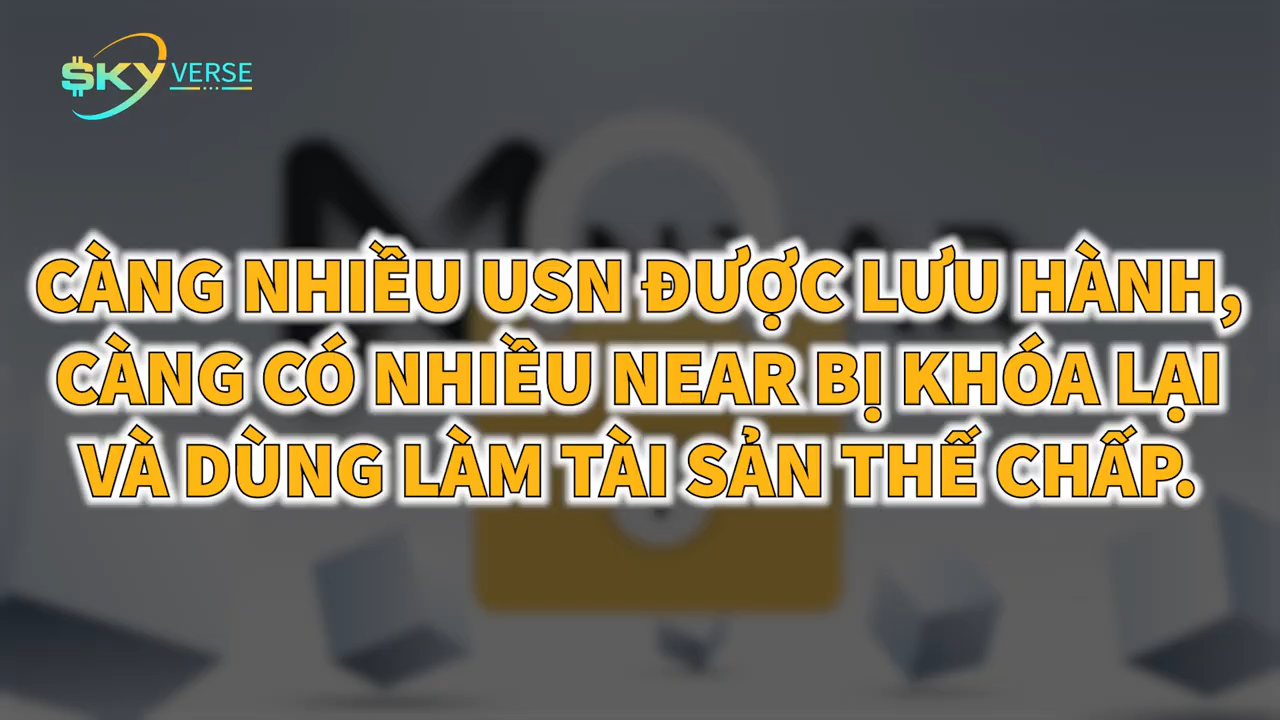 $KY VERSE
CÀNG NHIỀU USN ĐƯỢC LƯU HÀNH,
CÀNG CÓ NHIỀU NEAR BỊ KHÓA LẠI
VÀ DÙNG LÀM TÀI SẢN THẾ CHẤP.